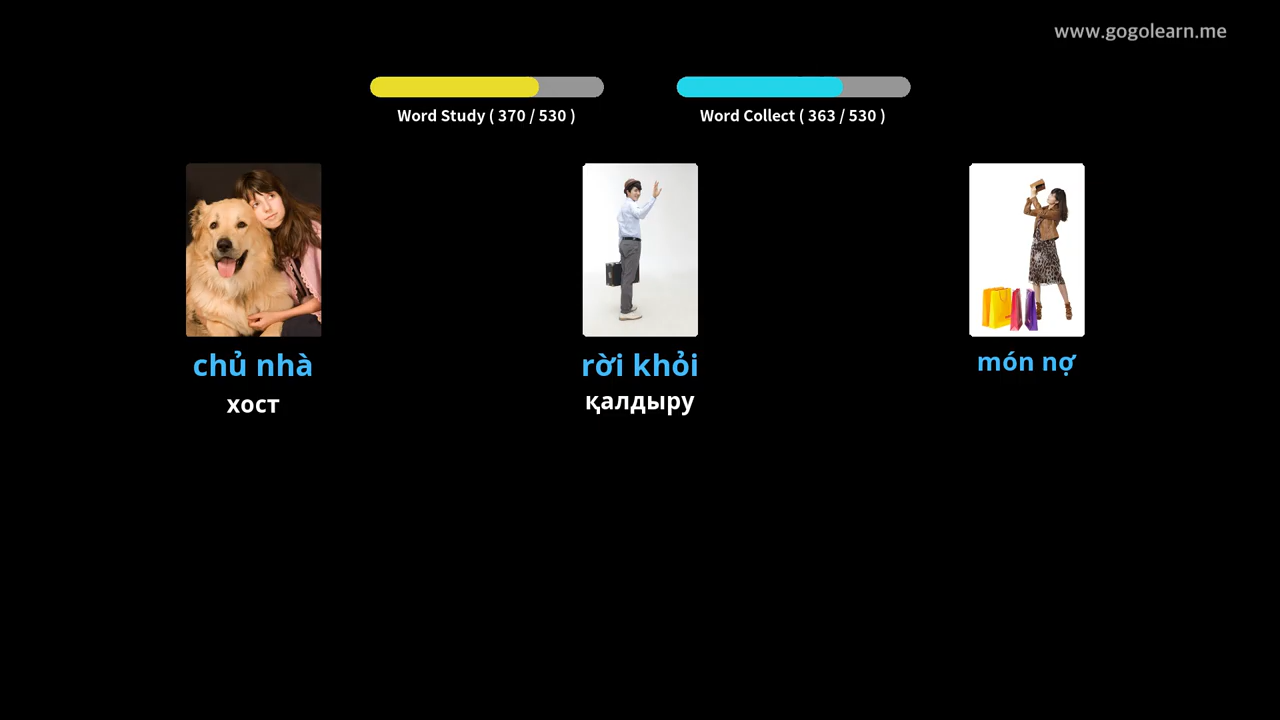 www.gogolearn.me
Word Study ( 370 / 530 )
Word Collect ( 363 / 530 )
chủ nhà
хост
rời khỏi
қалдыру
món nợ